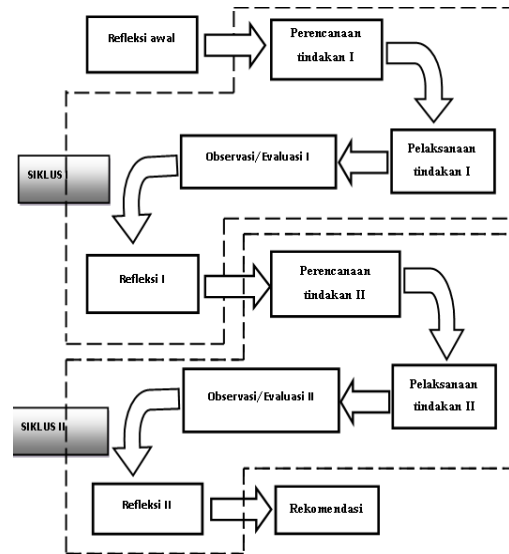 Refleksi awal
Perencanaan
tindakan I
Pelaksanaan
tindakan I
Observasi/Evaluasi I
SIKLUS I
Refleksi I
Perencanaan
tindakan II
Pelaksanaan
tindakan II
Observasi/Evaluasi II
SIKLUS II
Refleksi II
Rekomendasi